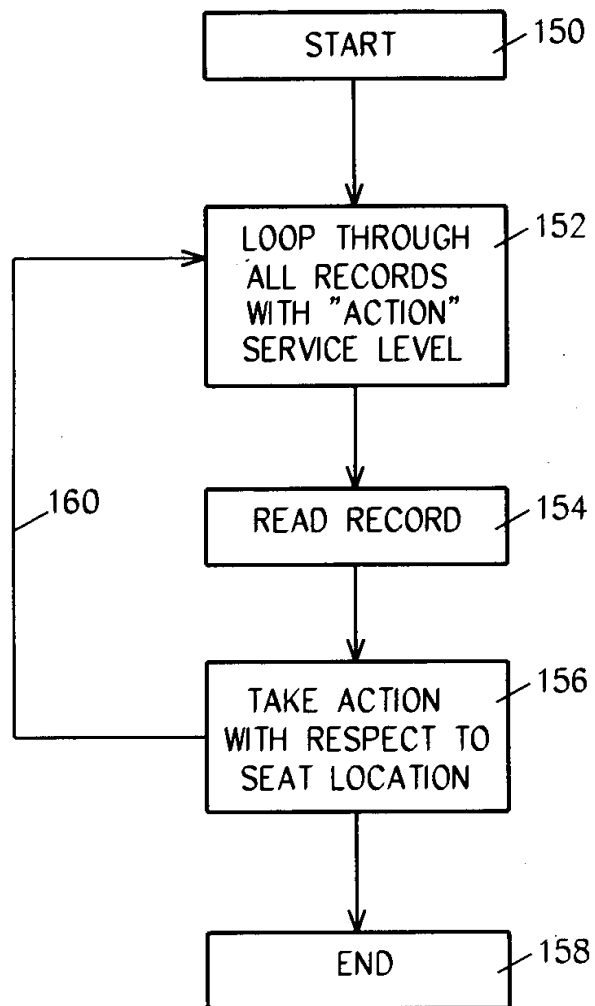 START
150
LOOP THROUGH
ALL RECORDS
WITH "ACTION"
SERVICE LEVEL
152
READ RECORD
154
160
TAKE ACTION
WITH RESPECT TO
SEAT LOCATION
156
END
158